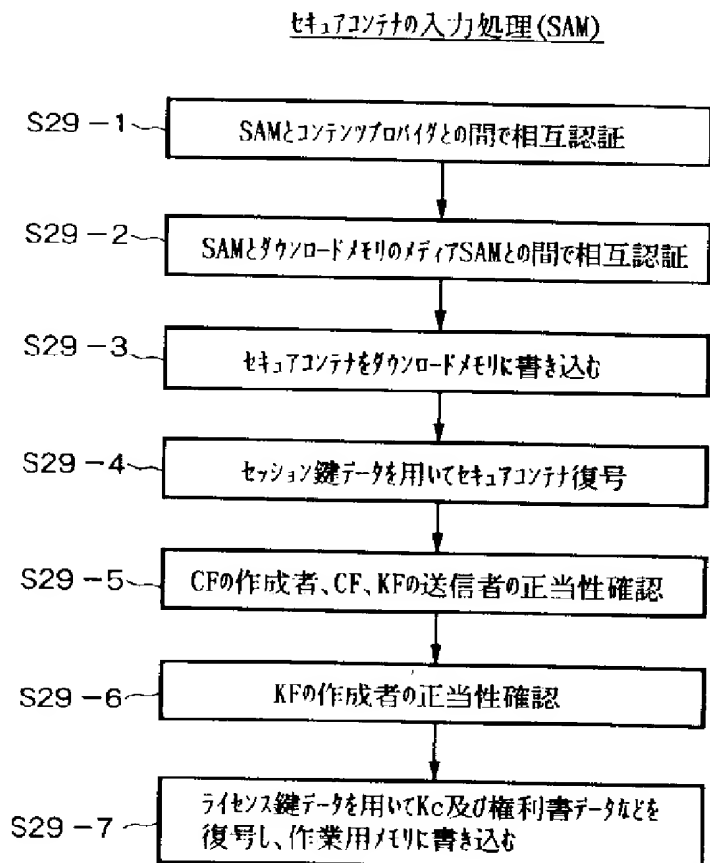 セキュアコンテナの入力処理(SAM)
S29-1
SAMとコンテンツプロバイダとの間で相互認証
S29-2
SAMとダウンロードメモリのメディアSAMとの間で相互認証
S29-3
セキュアコンテナをダウンロードメモリに書き込む
S29-4
セッション鍵データを用いてセキュアコンテナ復号
S29-5
CFの作成者、CF、KFの送信者の正当性確認
S29-6
KFの作成者の正当性確認
S29-7
ライセンス鍵データを用いてKc及び権利書データなどを
復号し、作業用メモリに書き込む